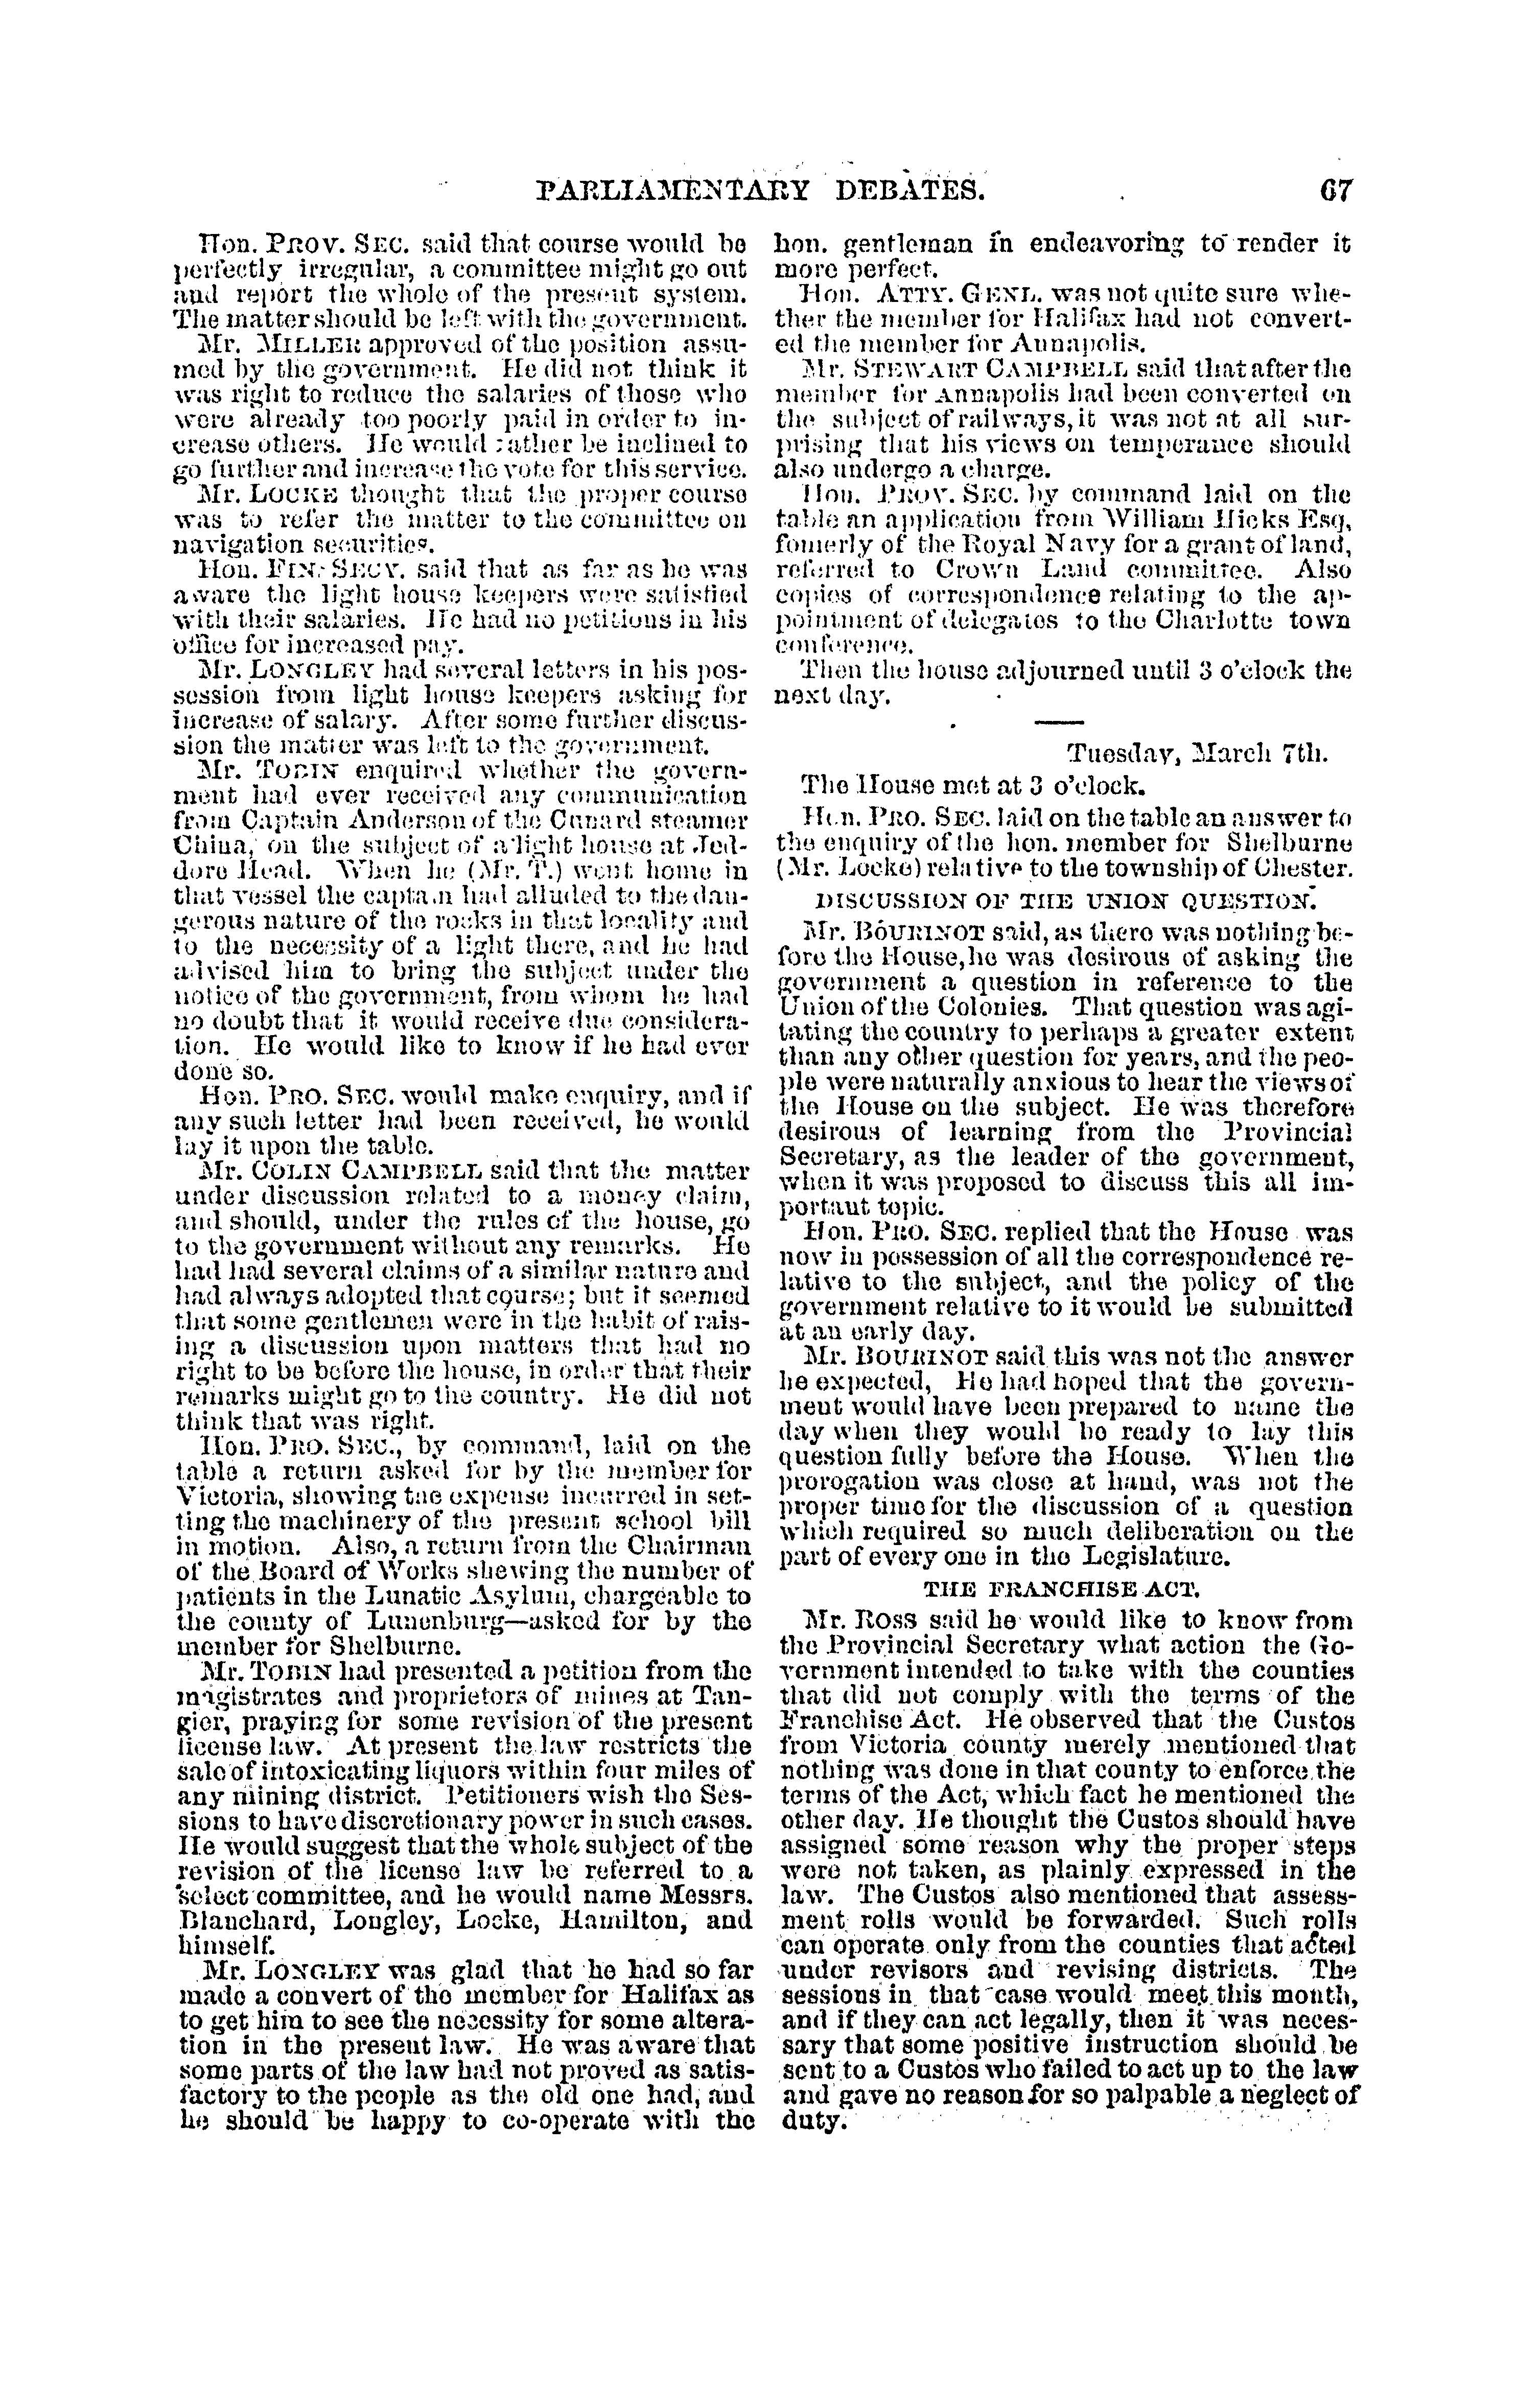 PARLIAMENTARY DEBATES. 67
Hon. PROV. SEC. said that course would be
perfectly irregular, a committee might go out
and report the whole of the present system.
The matter should be left with the government.
Mr. MILLER approved of the position assu-
med by the government. He did not think it
was right to reduce the salaries of those who
were already too poorly paid in order to in-
crease others. He would rather be inclined to
go further and increase the vote for this service.
Mr. LOCKE thought that the proper course
was to refer the matter to the committee on
navigation securities.
Hon. FIN. SECY. said that as far as he was
aware the light house keepers were satisfied
with their salaries. He had no petitions in his
office for increased pay.
Mr. LONGLEY had several letters in his pos-
session from light house keepers asking for
increase of salary. After some further discus-
sion the matter was left to the government.
Mr. TOBIN enquired whether the govern-
ment had ever received any communication
from Captain Anderson of the Cunard steamer
China, on the subject of a light house at Jed-
dore Head. When he (Mr. T.) went home in
that vessel the captain had alluded to the dan-
gerous nature of the rocks in that locality and
to the necessity of a light there, and he had
advised him to bring the subject under the
notice of the government, from whom he had
no doubt that it would receive due considera-
tion. He would like to know if he had ever
done so.
Hon. PRO. SEC. would make enquiry, and if
any such letter had been received, he would
lay it upon the table.
Mr. COLIN CAMPBELL said that the matter
under discussion related to a money claim,
and should, under the rules of the house, go
to the government without any remarks. He
had had several claims of a similar nature and
had always adopted that course; but it seemed
that some gentlemen were in the habit of rais-
ing a discussion upon matters that had no
right to be before the house, in order that their
remarks might go to the country. He did not
think that was right.
Hon. PRO. SEC., by command, laid on the
table a return asked for by the member for
Victoria, showing the expense incurred in set-
ting the machinery of the present school bill
in motion. Also, a return from the Chairman
of the Board of Works shewing the number of
patients in the Lunatic Asylum, chargeable to
the county of Lunenburg—asked for by the
member for Shelburne.
Mr. TOBIN had presented a petition from the
magistrates and proprietors of mines at Tan-
gier, praying for some revision of the present
license law. At present the law restricts the
sale of intoxicating liquors within four miles of
any mining district. Petitioners wish the Ses-
sions to have discretionary power in such cases.
He would suggest that the whole subject of the
revision of the license law be referred to a
select committee, and he would name Messrs.
Blanchard, Longley, Locke, Hamilton, and
himself.
Mr. LONGLEY was glad that he had so far
made a convert of the member for Halifax as
to get him to see the necessity for some altera-
tion in the present law. He was aware that
some parts of the law had not proved as satis-
factory to the people as the old one had, and
he should be happy to co-operate with the
hon. gentleman in endeavoring to render it
more perfect.
Hon. ATTY. GENL. was not quite sure whe-
ther the member for Halifax had not convert-
ed the member for Annapolis.
Mr. STEWART CAMPBELL said that after the
member for Annapolis had been converted on
the subject of railways, it was not at all sur-
prising that his views on temperance should
also undergo a charge.
Hon. PROV. SEC. by command laid on the
table an application from William Hicks Esq,
fomerly of the Royal Navy for a grant of land,
referred to Crown Land committee. Also
copies of correspondence relating to the ap-
pointment of delegates to the Charlotte town
conference.
Then the house adjourned until 3 o'clock the
next day.
Tuesday, March 7th.
The House met at 3 o'clock.
Hon. PRO. SEC. laid on the table an answer to
the enquiry of the hon. member for Shelburne
(Mr. Locke) relative to the township of Chester.
DISCUSSION OF THE UNION QUESTION.
Mr. BOURINOT said, as there was nothing be-
fore the House, he was desirous of asking the
government a question in reference to the
Union of the Colonies. That question was agi-
tating the country to perhaps a greater extent
than any other question for years, and the peo-
ple were naturally anxious to hear the views of
the House on the subject. He was therefore
desirous of learning from the Provincial
Secretary, as the leader of the government,
when it was proposed to discuss this all im-
portant topic.
Hon. PRO. SEC. replied that the House was
now in possession of all the correspondence re-
lative to the subject, and the policy of the
government relative to it would be submitted
at an early day.
Mr. BOURINOT said this was not the answer
he expected, He had hoped that the govern-
ment would have been prepared to name the
day when they would be ready to lay this
question fully before the House. When the
prorogation was close at hand, was not the
proper time for the discussion of a question
which required so much deliberation on the
part of every one in the Legislature.
THE FRANCHISE ACT.
Mr. ROSS said he would like to know from
the Provincial Secretary what action the Go-
vernment intended to take with the counties
that did not comply with the terms of the
Franchise Act. He observed that the Custos
from Victoria county merely mentioned that
nothing was done in that county to enforce the
terms of the Act, which fact he mentioned the
other day. He thought the Custos should have
assigned some reason why the proper steps
were not taken, as plainly expressed in the
law. The Custos also mentioned that assess-
ment rolls would be forwarded. Such rolls
can operate only from the counties that acted
under revisors and revising districts. The
sessions in that case would meet this month,
and if they can act legally, then it was neces-
sary that some positive instruction should be
sent to a Custos who failed to act up to the law
and gave no reason for so palpable a neglect of
duty.